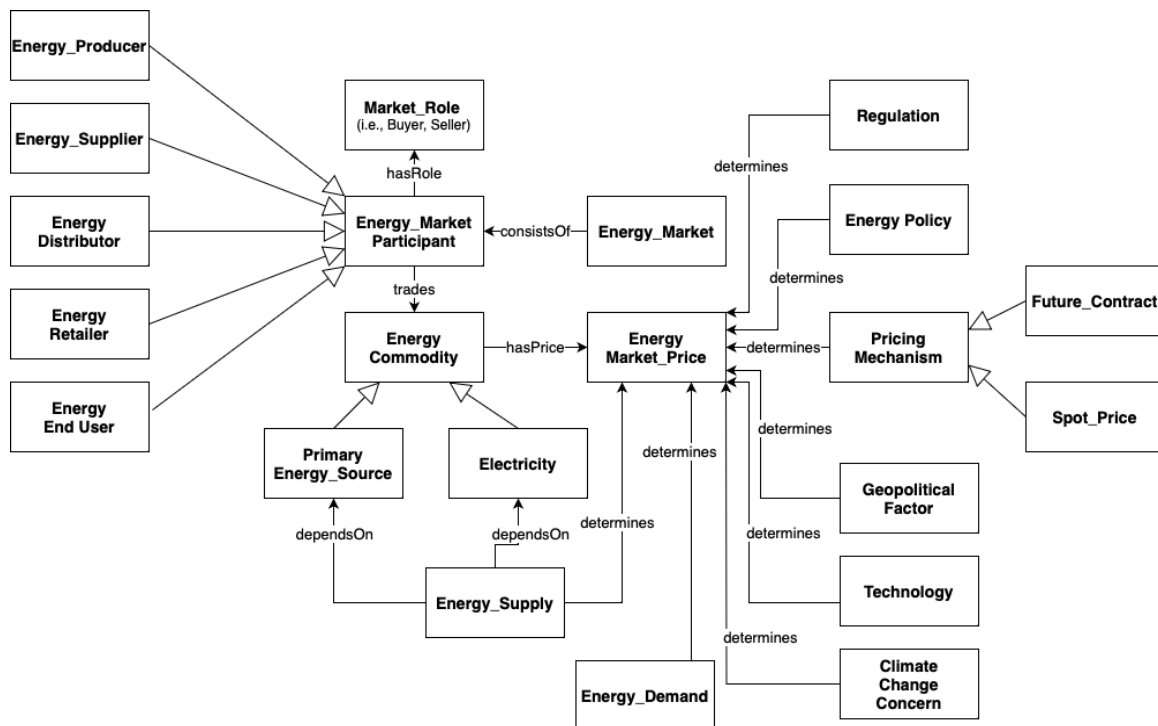 Energy_Producer
Market_Role
(i.e., Buyer, Seller)
Regulation
Energy_Supplier
determines
hasRole
Energy
Distributor
Energy_Market
Participant
consistsOf
Energy_Market
Energy Policy
determines
trades
Energy
Retailer
Energy
Commodity
hasPrice
Energy
Market_Price
determines
Pricing
Mechanism
Future_Contract
Energy
End User
Spot_Price
determines
Primary
Energy_Source
Electricity
determines
Geopolitical
Factor
dependsOn
dependsOn
determines
determines
Energy_Supply
Technology
determines
Energy_Demand
Climate
Change
Concern